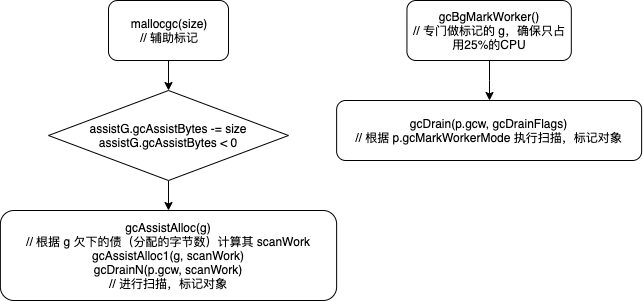 mallocgc(size)
// 辅助标记
assistG.gcAssistBytes -= size
assistG.gcAssistBytes < 0
gcAssistAlloc(g)
// 根据 g 欠下的债（分配的字节数）计算其 scanWork
gcAssistAlloc1(g, scanWork)
gcDrainN(p.gcw, scanWork)
// 进行扫描，标记对象
gcBgMarkWorker()
// 专门做标记的 g，确保只占
用25%的CPU
gcDrain(p.gcw, gcDrainFlags)
// 根据 p.gcMarkWorkerMode 执行扫描，标记对象